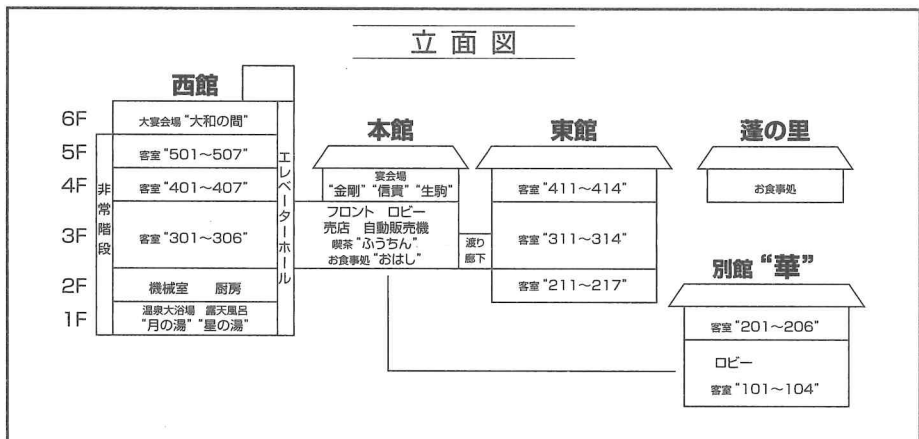 立面図
西館
6F
大宴会場 "大和の間"
5F
客室 "501～507"
4F
客室 "401～407"
3F
客室 "301～306"
2F
機械室 厨房
1F
温泉大浴場 露天風呂
"月の湯" "星の湯"
非常階段
エレベーターホール
本館
宴会場
"金剛" "信貴" "生駒"
フロント ロビー
売店 自動販売機
喫茶 "ふうちん"
お食事処 "おはし"
渡り
廊下
東館
客室 "411～414"
客室 "311～314"
客室 "211～217"
蓬の里
お食事処
別館 "華"
客室 "201～206"
ロビー
客室 "101～104"